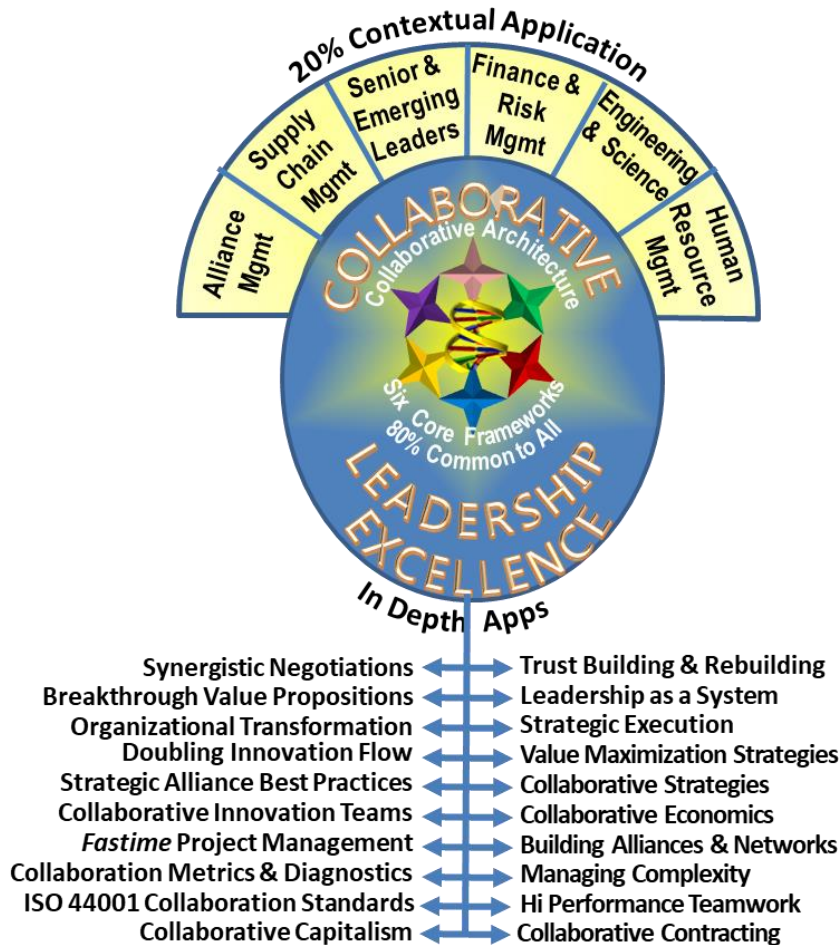 20% Contextual Application
Alliance
Mgmt
Supply
Chain
Mgmt
Senior &
Emerging
Leaders
Finance &
Risk
Mgmt
Engineering
& Science
Human
Resource
Mgmt
COLLABORATIVE
Collaborative Architecture
Six Core Frameworks
80% Common to All
LEADERSHIP
EXCELLENCE
In Depth Apps
Synergistic Negotiations
Trust Building & Rebuilding
Breakthrough Value Propositions
Leadership as a System
Organizational Transformation
Strategic Execution
Doubling Innovation Flow
Value Maximization Strategies
Strategic Alliance Best Practices
Collaborative Strategies
Collaborative Innovation Teams
Collaborative Economics
Fastime Project Management
Building Alliances & Networks
Collaboration Metrics & Diagnostics
Managing Complexity
ISO 44001 Collaboration Standards
Hi Performance Teamwork
Collaborative Capitalism
Collaborative Contracting